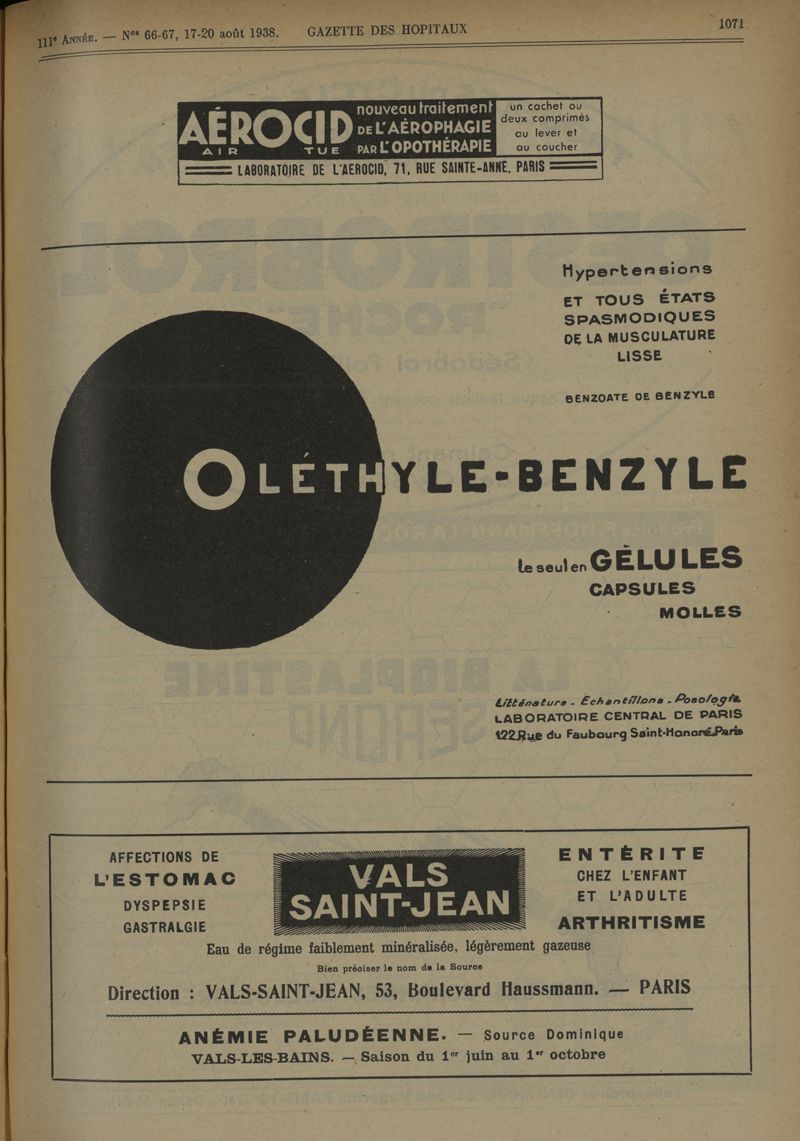 111e ANNÉE. — Nos 66-67, 17-20 août 1938. GAZETTE DES HOPITAUX 1071
AÉROCID
AIR TUE
nouveau traitement
DE L'AÉROPHAGIE
PAR L'OPOTHÉRAPIE
un cachet ou
deux comprimés
au lever et
au coucher
LABORATOIRE DE L'AEROCID, 71, RUE SAINTE-ANNE, PARIS
Hypertensions
ET TOUS ÉTATS
SPASMODIQUES
DE LA MUSCULATURE
LISSE
BENZOATE DE BENZYLE
OLÉTHYLE-BENZYLE
Le seul en GÉLULES
CAPSULES
MOLLES
Littérature - Échantillons - Posologie
LABORATOIRE CENTRAL DE PARIS
122 Rue du Faubourg Saint-Honoré. Paris
AFFECTIONS DE
L'ESTOMAC
DYSPEPSIE
GASTRALGIE
VALS
SAINT-JEAN
ENTÉRITE
CHEZ L'ENFANT
ET L'ADULTE
ARTHRITISME
Eau de régime faiblement minéralisée, légèrement gazeuse
Bien préciser le nom de la Source
Direction : VALS-SAINT-JEAN, 53, Boulevard Haussmann. — PARIS
ANÉMIE PALUDÉENNE. — Source Dominique
VALS-LES-BAINS. — Saison du 1er juin au 1er octobre